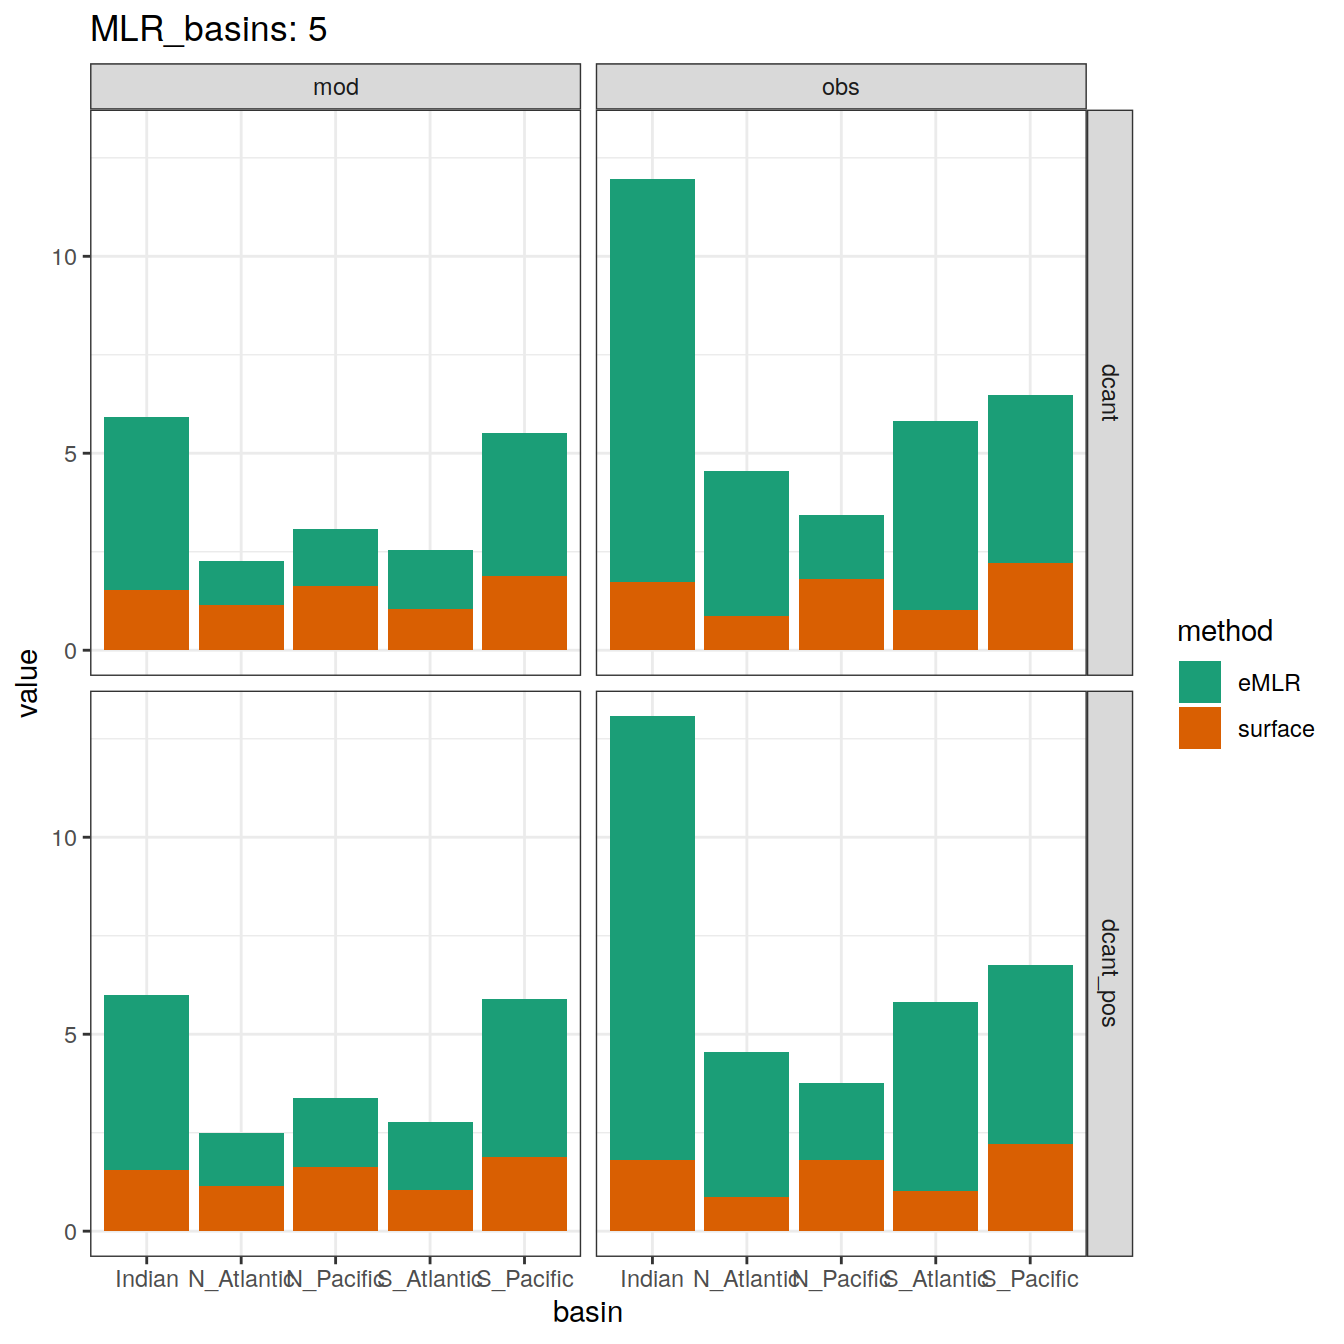 MLR_basins: 5
mod
obs
10
5
0
dcant
10
5
0
dcant_pos
value
Indian N_Atlantic N_Pacific S_Atlantic S_Pacific
Indian N_Atlantic N_Pacific S_Atlantic S_Pacific
basin
method
eMLR
surface